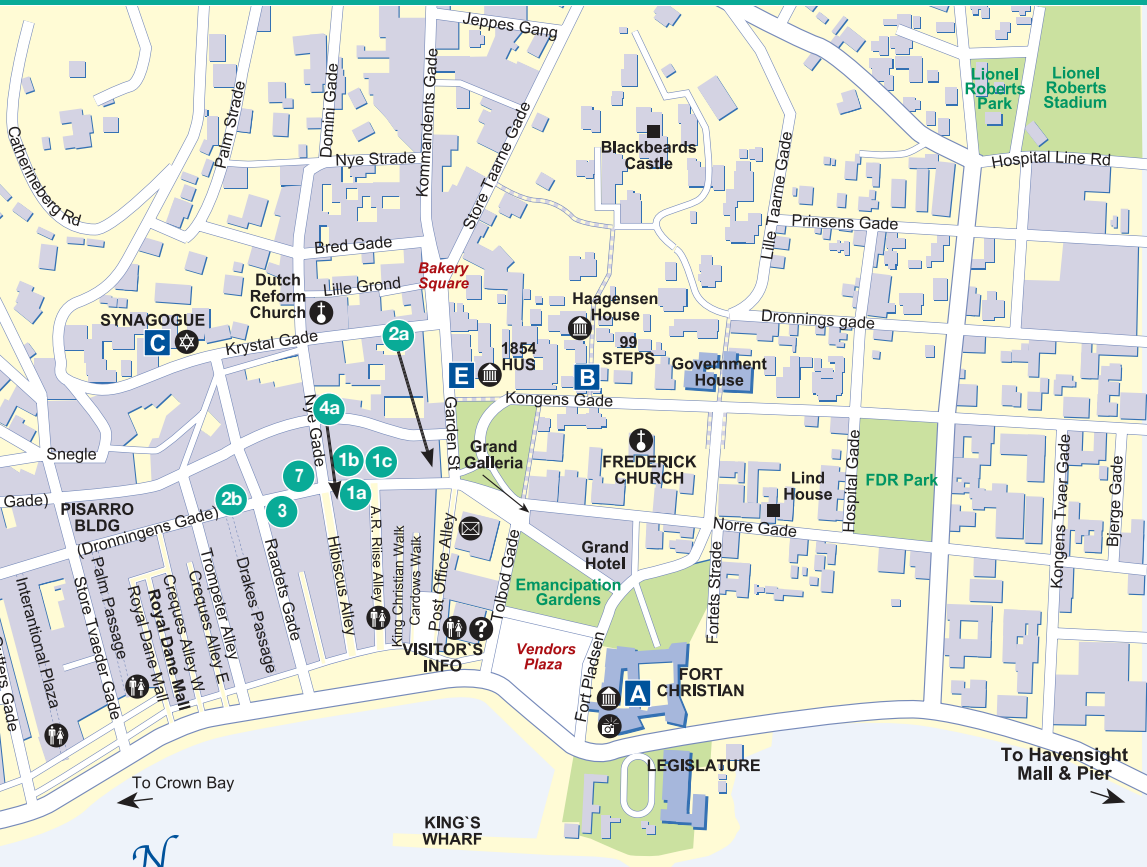 Jeppes Gang
Catherineberg Rd
Palm Strade
Domini Gade
Kommandents Gade
Store Taarne Gade
Nye Strade
Blackbeards
Castle
Lionel
Roberts
Park
Lionel
Roberts
Stadium
Hospital Line Rd
Lille Taarne Gade
Prinsens Gade
Bred Gade
Bakery
Square
Dutch
Reform
Church
Lille Grond
SYNAGOGUE
C
Krystal Gade
2a
Haagensen
House
Dronnings gade
1854
HUS
E
99
STEPS
B
Government
House
Kongens Gade
Nye Gade
4a
Garden St
Grand
Galleria
FREDERICK
CHURCH
Snegle
1b
1c
7
1a
2b
3
Lind
House
Hospital Gade
FDR Park
Kongens Tvaer Gade
Bjerge Gade
Gade)
PISARRO
BLDG
(Dronningens Gade)
Norre Gade
Grand
Hotel
Emancipation
Gardens
Interantional Plaza
Store Tvaeder Gade
Palm Passage
Royal Dane Mall
Royal Dane Mall
Creques Alley W
Creques Alley E
Trompeter Alley
Drakes Passage
Raadets Gade
Hibiscus Alley
A.R. Riise Alley
King Christian Walk
Cardows Walk
Post Office Alley
Tolbod Gade
Fortets Strade
?
VISITOR`S
INFO
Vendors
Plaza
Fort Pladsen
A
FORT
CHRISTIAN
LEGISLATURE
To Havensight
Mall & Pier
To Crown Bay
KING`S
WHARF
N